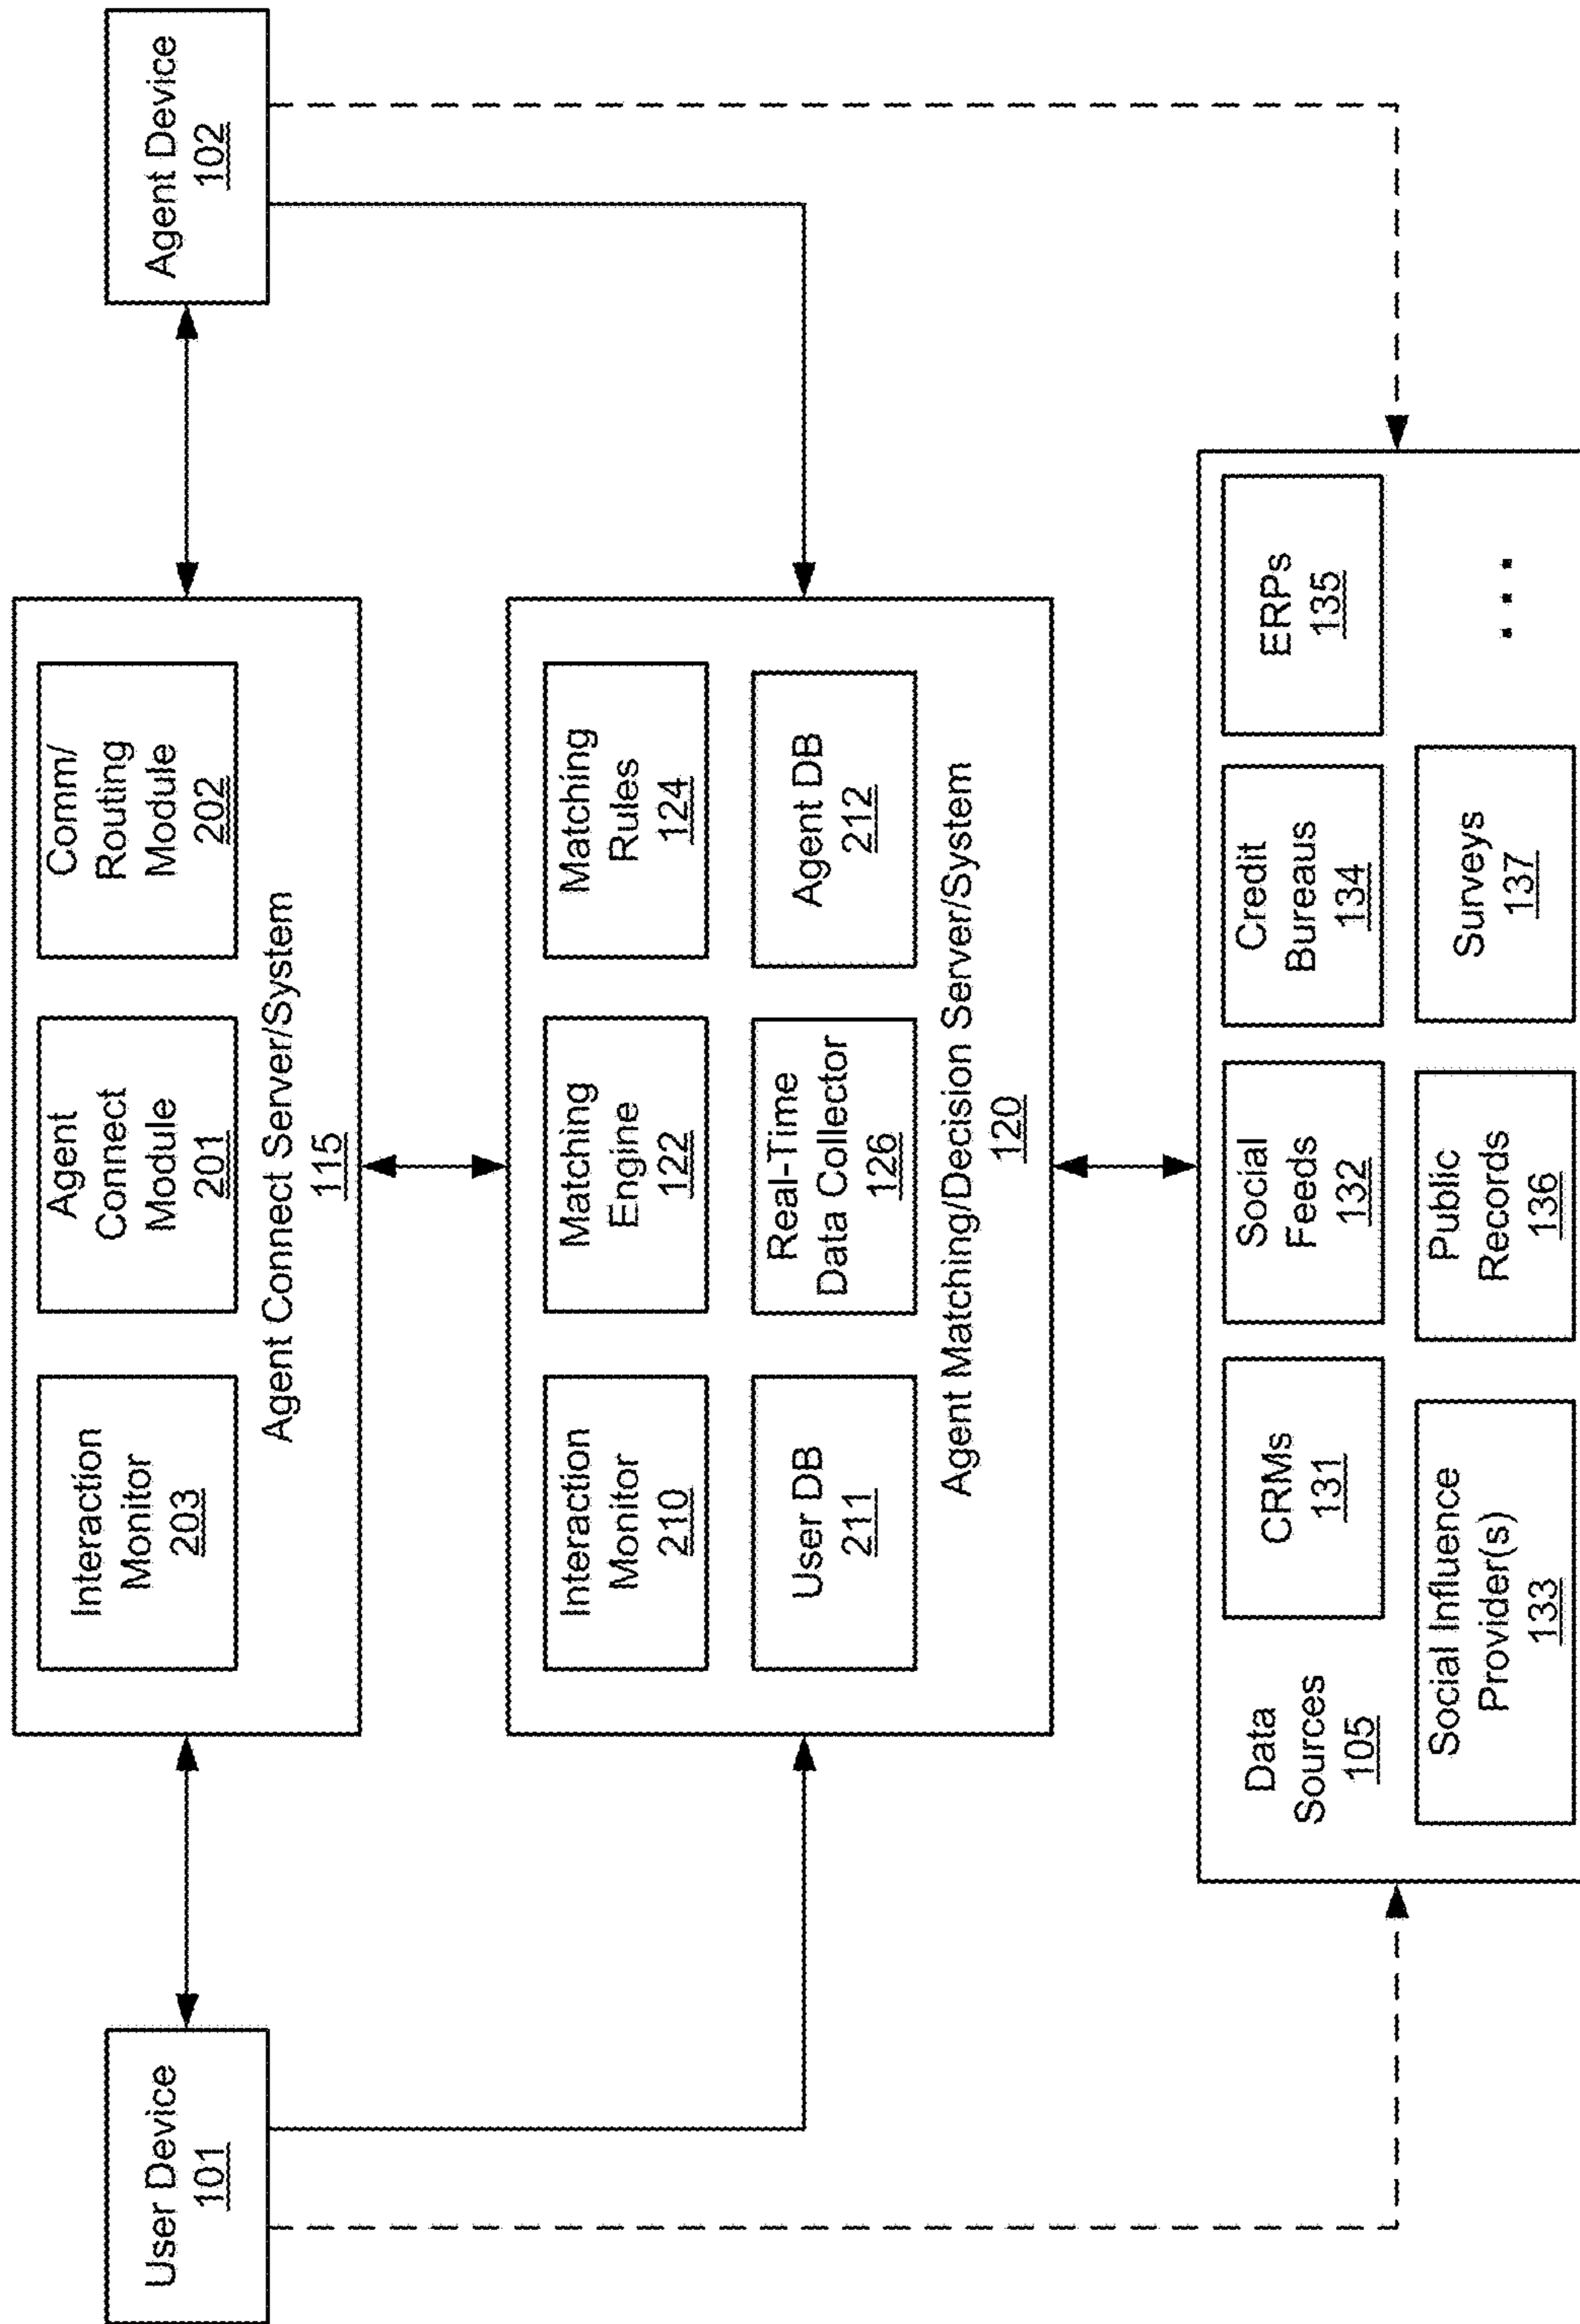 User Device
101
Interaction
Monitor
203
Agent
Connect
Module
201
Comm/
Routing
Module
202
Agent Connect Server/System
115
Agent Device
102
Interaction
Monitor
210
Matching
Engine
122
Matching
Rules
124
User DB
211
Real-Time
Data Collector
126
Agent DB
212
Agent Matching/Decision Server/System
120
Data
Sources
105
CRMs
131
Social
Feeds
132
Credit
Bureaus
134
ERPs
135
Social Influence
Provider(s)
133
Public
Records
136
Surveys
137
...